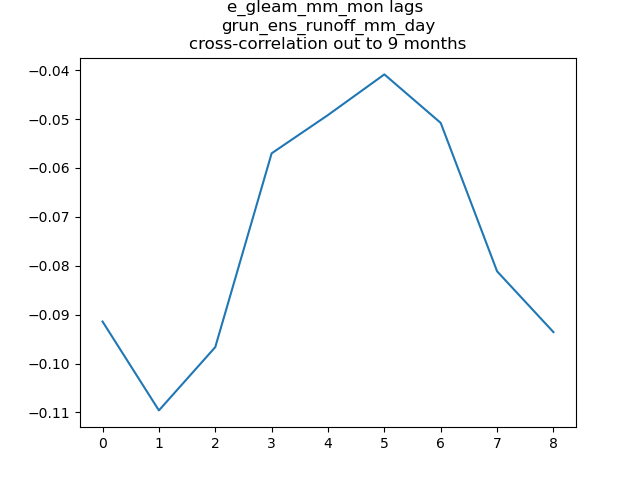 e_gleam_mm_mon lags
grun_ens_runoff_mm_day
cross-correlation out to 9 months
−0.04
−0.05
−0.06
−0.07
−0.08
−0.09
−0.10
−0.11
0 1 2 3 4 5 6 7 8